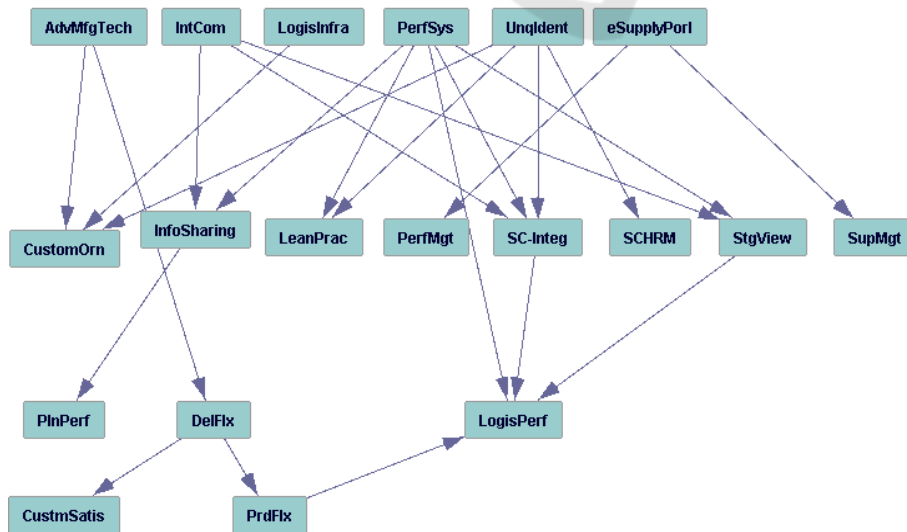 AdvMfgTech IntCom LogisInfra PerfSys UnqIdent eSupplyPorl
CustomOrn InfoSharing LeanPrac PerfMgt SC-Integ SCHRM StgView SupMgt
PlnPerf DelFlx LogisPerf
CustmSatis PrdFlx